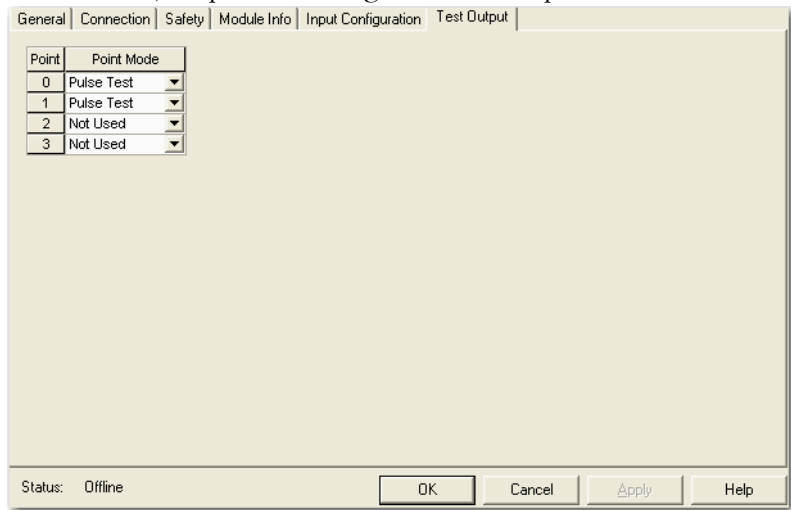 General Connection Safety Module Info Input Configuration Test Output
Point Point Mode
0 Pulse Test
1 Pulse Test
2 Not Used
3 Not Used
Status: Offline OK Cancel Apply Help